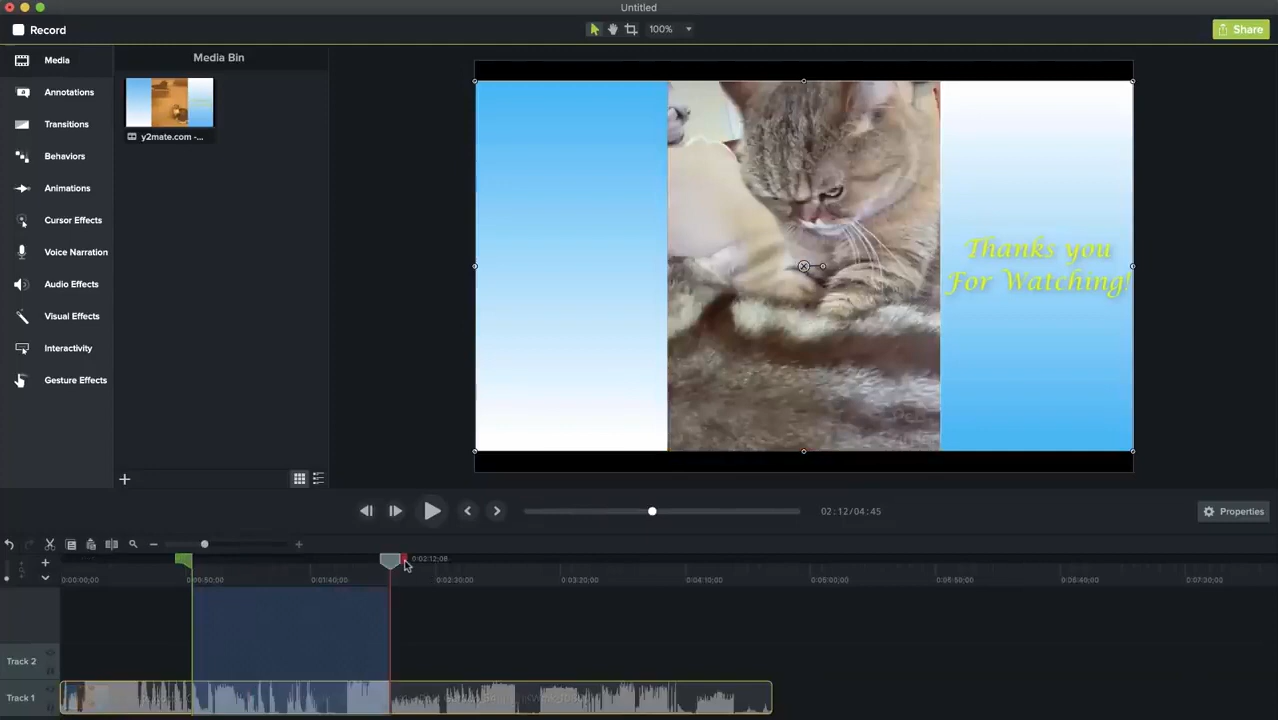 Untitled
Record
100%
Share
Media
Media Bin
Annotations
Transitions
y2mate.com -...
Behaviors
Animations
Cursor Effects
Voice Narration
Thanks you
For Watching!
Audio Effects
Visual Effects
Interactivity
Gesture Effects
02:12/04:45
Properties
0:02:12;08
0:00:00;00
0:00:50;00
0:01:40;00
0:02:30;00
0:03:20;00
0:04:10;00
0:05:00;00
0:05:50;00
0:06:40;00
0:07:30;00
Track 2
Track 1